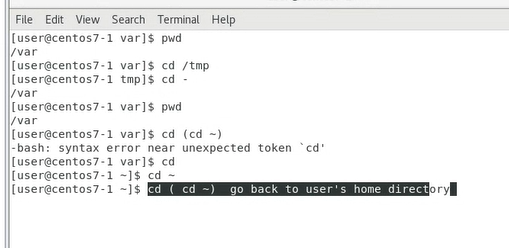 File Edit View Search Terminal Help
[user@centos7-1 var]$ pwd
/var
[user@centos7-1 var]$ cd /tmp
[user@centos7-1 tmp]$ cd -
/var
[user@centos7-1 var]$ pwd
/var
[user@centos7-1 var]$ cd (cd ~)
-bash: syntax error near unexpected token `cd'
[user@centos7-1 var]$ cd
[user@centos7-1 ~]$ cd ~
[user@centos7-1 ~]$ cd ( cd ~)  go back to user's home directory